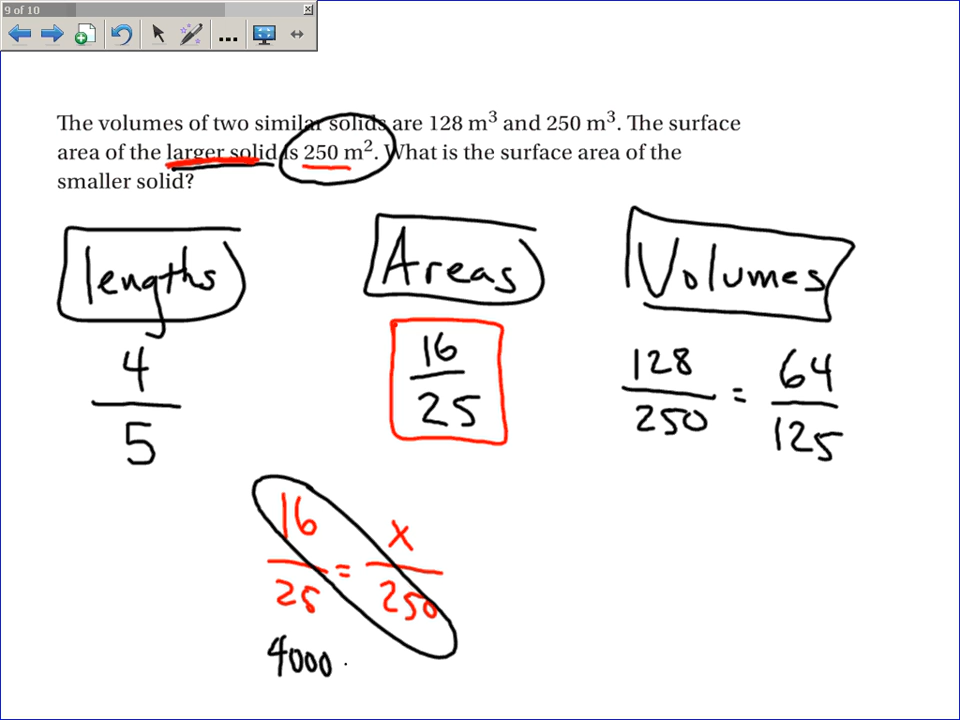 9 of 10
The volumes of two similar solids are 128 m³ and 250 m³. The surface
area of the larger solid is 250 m². What is the surface area of the
smaller solid?
lengths Areas Volumes
4/5 16/25 128/250 = 64/125
16/25 = x/250
4000